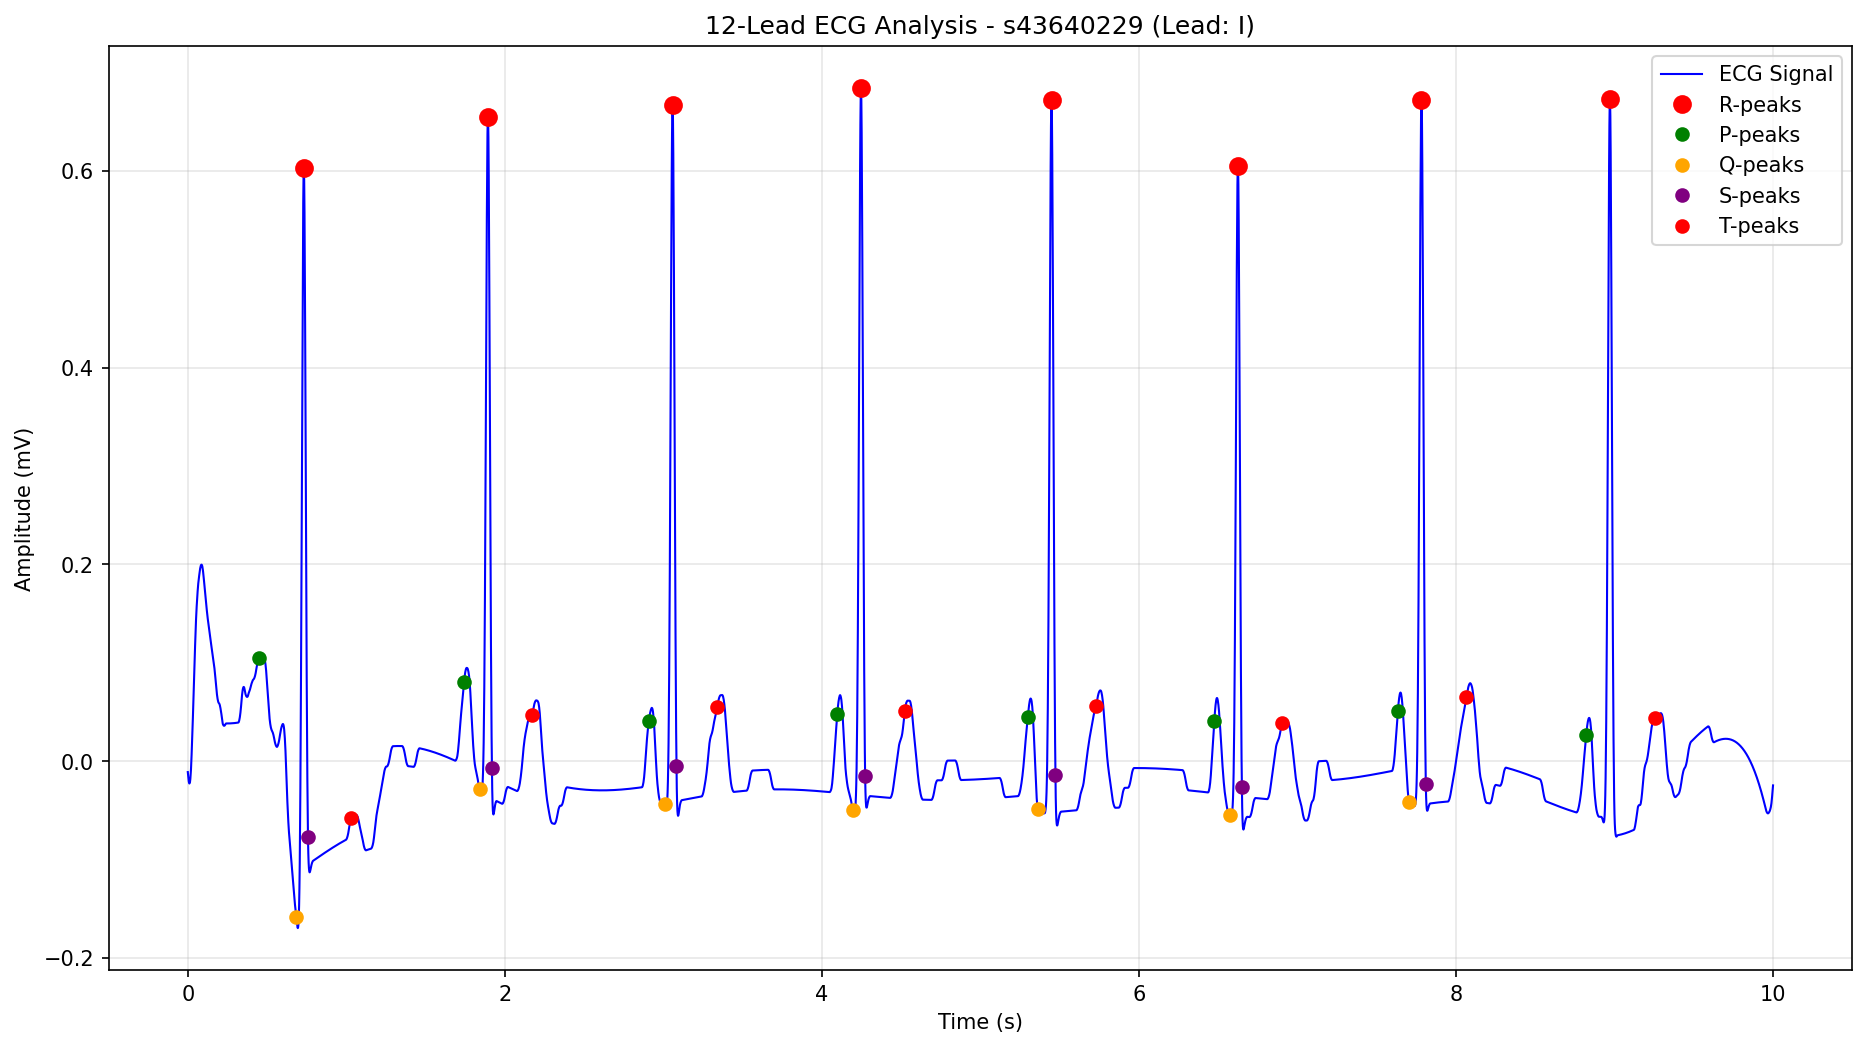 12-Lead ECG Analysis - s43640229 (Lead: I)
ECG Signal
R-peaks
P-peaks
Q-peaks
S-peaks
T-peaks
Amplitude (mV)
0.6
0.4
0.2
0.0
−0.2
0 2 4 6 8 10
Time (s)